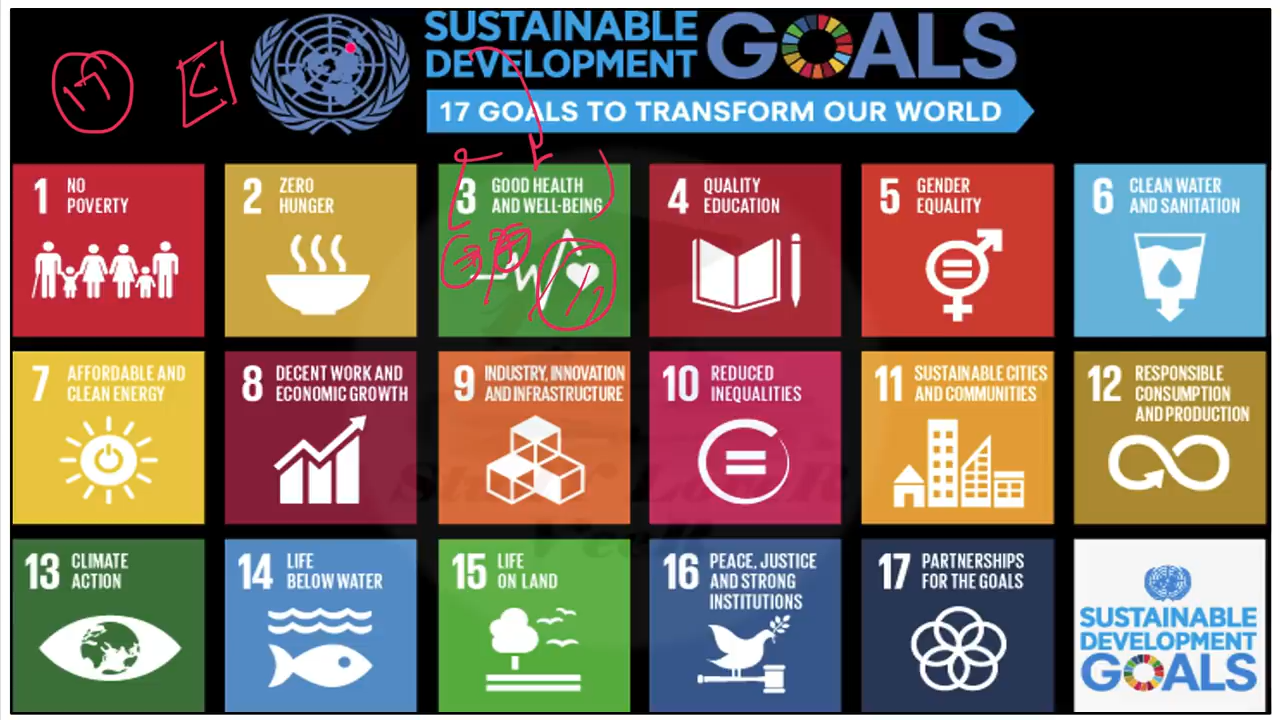 SUSTAINABLE
DEVELOPMENT
GOALS
17 GOALS TO TRANSFORM OUR WORLD
17
1 NO
POVERTY
2 ZERO
HUNGER
3 GOOD HEALTH
AND WELL-BEING
4 QUALITY
EDUCATION
5 GENDER
EQUALITY
6 CLEAN WATER
AND SANITATION
7 AFFORDABLE AND
CLEAN ENERGY
8 DECENT WORK AND
ECONOMIC GROWTH
9 INDUSTRY, INNOVATION
AND INFRASTRUCTURE
10 REDUCED
INEQUALITIES
11 SUSTAINABLE CITIES
AND COMMUNITIES
12 RESPONSIBLE
CONSUMPTION
AND PRODUCTION
13 CLIMATE
ACTION
14 LIFE
BELOW WATER
15 LIFE
ON LAND
16 PEACE, JUSTICE
AND STRONG
INSTITUTIONS
17 PARTNERSHIPS
FOR THE GOALS
SUSTAINABLE
DEVELOPMENT
GOALS